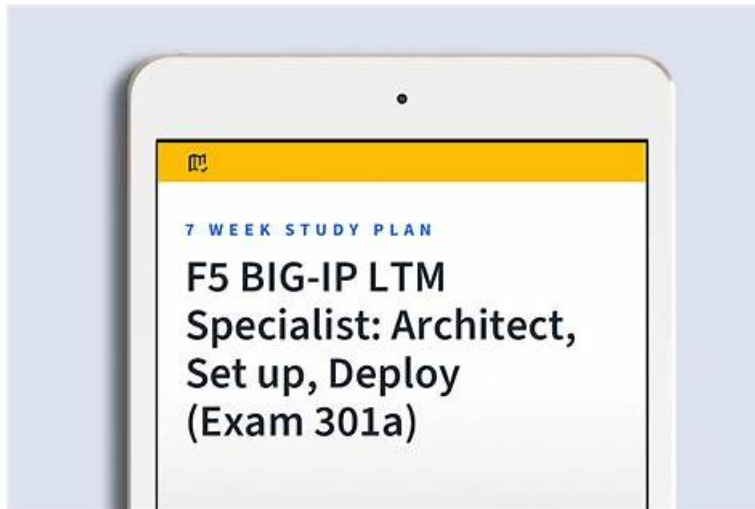 7 WEEK STUDY PLAN
F5 BIG-IP LTM
Specialist: Architect,
Set up, Deploy
(Exam 301a)